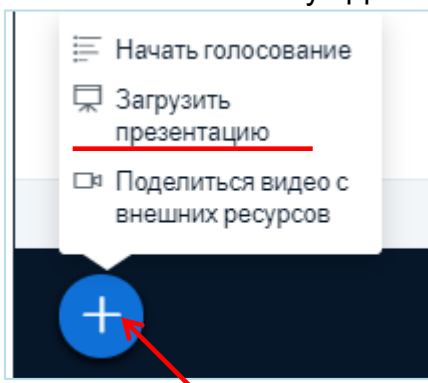 Начать голосование
Загрузить
презентацию
Поделиться видео с
внешних ресурсов